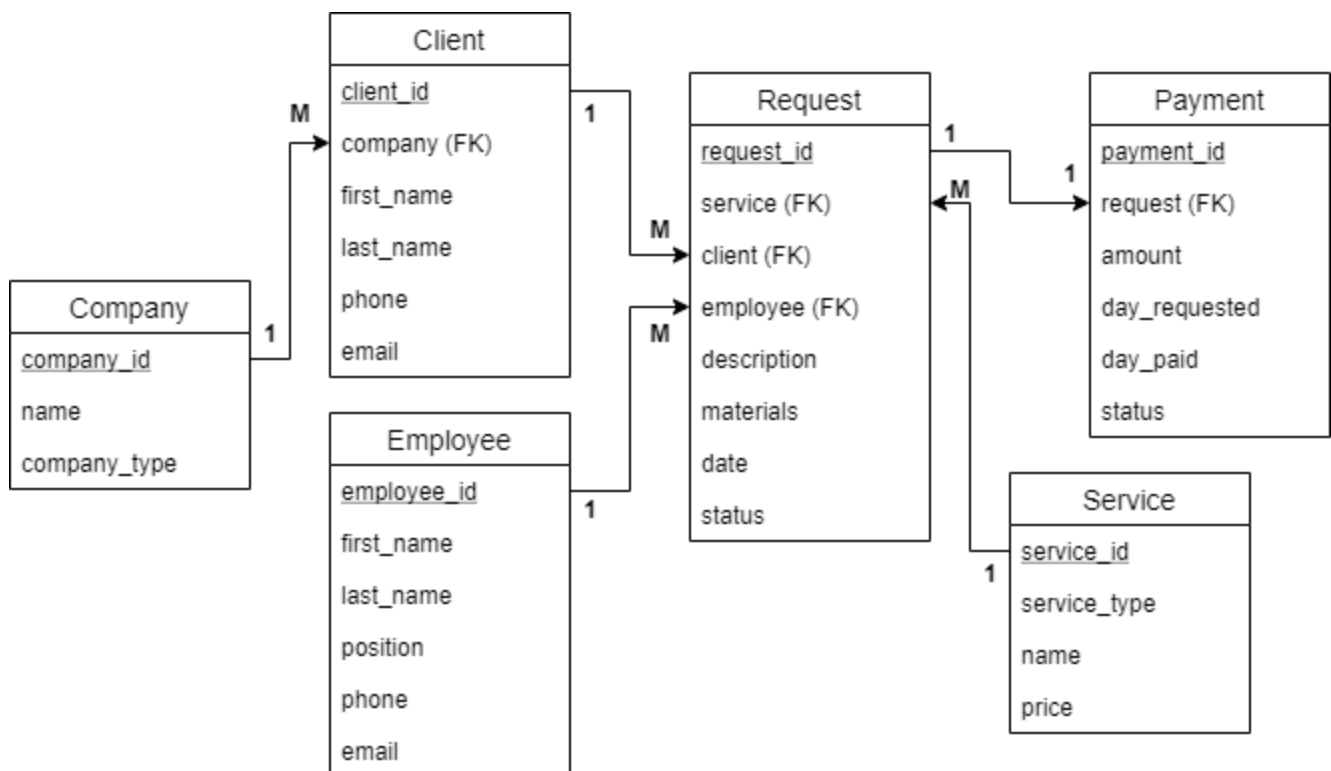 Client
client_id
company (FK)
first_name
last_name
phone
email
M
1
Company
company_id
name
company_type
1
Employee
employee_id
first_name
last_name
position
phone
email
1
M
M
Request
request_id
service (FK)
client (FK)
employee (FK)
description
materials
date
status
1
M
1
Payment
payment_id
request (FK)
amount
day_requested
day_paid
status
Service
service_id
service_type
name
price
1